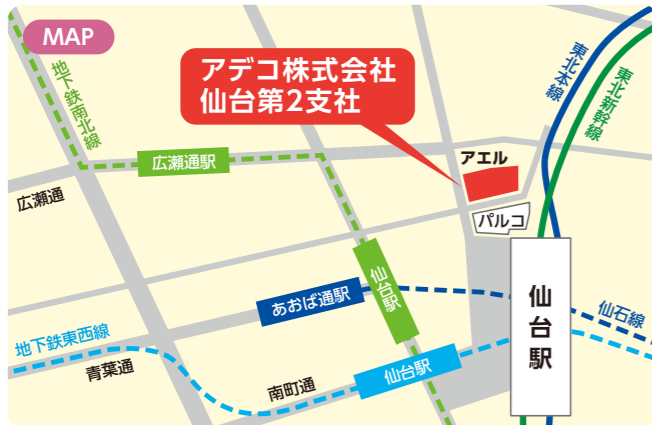 MAP
地下鉄南北線
アデコ株式会社
仙台第2支社
東北本線
東北新幹線
アエル
広瀬通駅
広瀬通
パルコ
仙台駅
あおば通駅
仙台駅
仙石線
地下鉄東西線
青葉通
仙台駅
南町通